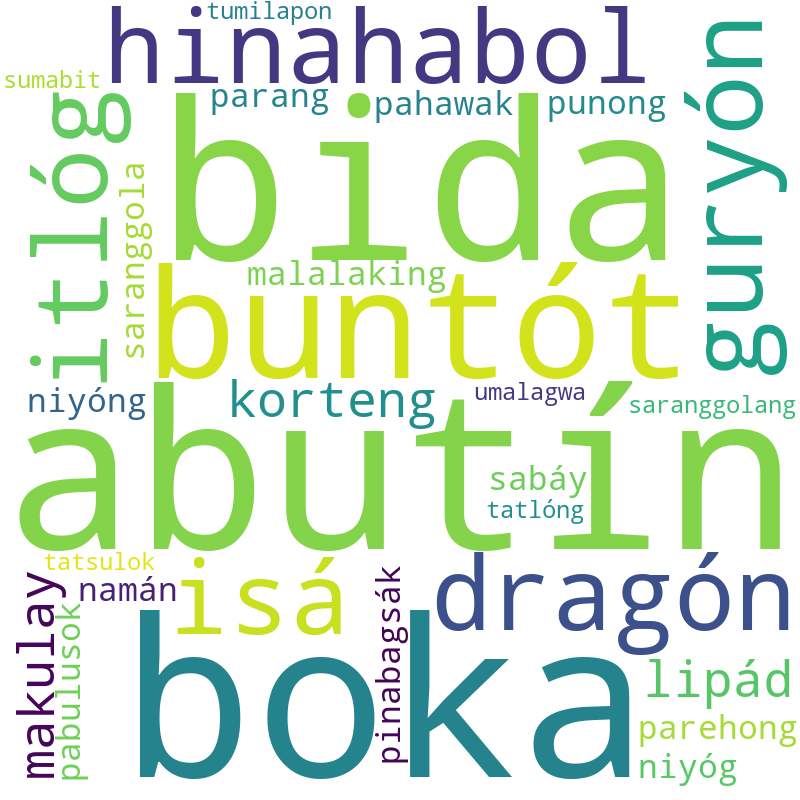 tumilapon
hinahabol
sumabit
parang
pahawak
punong
itlóg
bida
guryón
saranggola
malalaking
buntót
niyóng
korteng
umalagwa
saranggolang
abutín
sabáy
tatlóng
tatsulok
namán
isá
dragón
makulay
pabulusok
pinabagsák
boka
lipád
parehong
niyóg